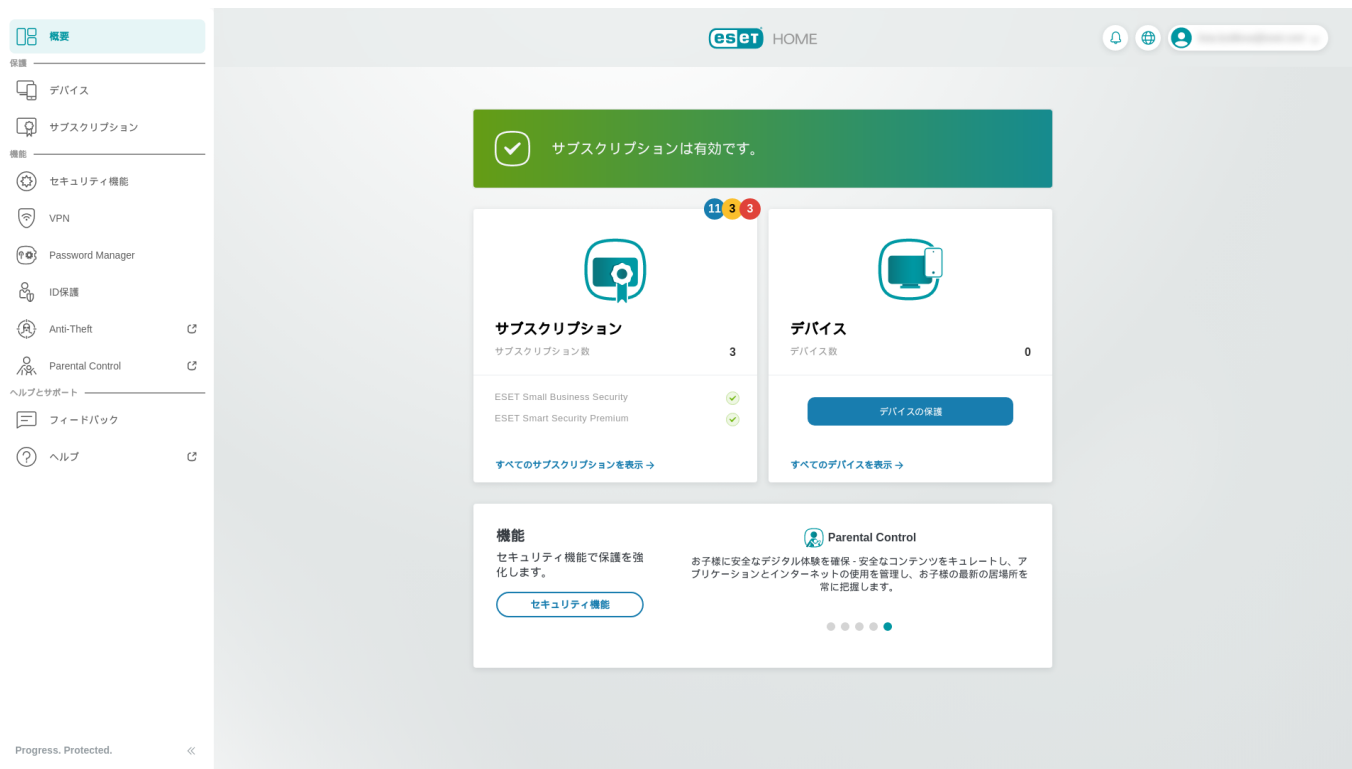 概要
保護
デバイス
サブスクリプション
機能
セキュリティ機能
VPN
Password Manager
ID保護
Anti-Theft
Parental Control
ヘルプとサポート
フィードバック
ヘルプ
Progress. Protected.
eset HOME
サブスクリプションは有効です。
11 3 3
サブスクリプション
サブスクリプション数 3
ESET Small Business Security
ESET Smart Security Premium
すべてのサブスクリプションを表示
デバイス
デバイス数 0
デバイスの保護
すべてのデバイスを表示
機能
セキュリティ機能で保護を強
化します。
セキュリティ機能
Parental Control
お子様に安全なデジタル体験を確保 - 安全なコンテンツをキュレートし、ア
プリケーションとインターネットの使用を管理し、お子様の最新の居場所を
常に把握します。